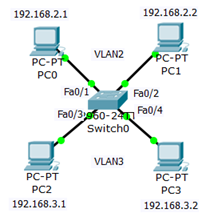 192.168.2.1
192.168.2.2
VLAN2
PC-PT
PC0
PC-PT
PC1
Fa0/1
Fa0/2
Fa0/3
Fa0/4
Switch0
VLAN3
PC-PT
PC2
PC-PT
PC3
192.168.3.1
192.168.3.2